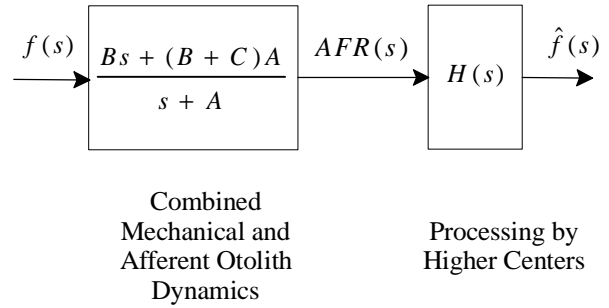 f(s)
Bs + (B + C)A
s + A
AFR(s)
H(s)
f̂(s)
Combined
Mechanical and
Afferent Otolith
Dynamics
Processing by
Higher Centers